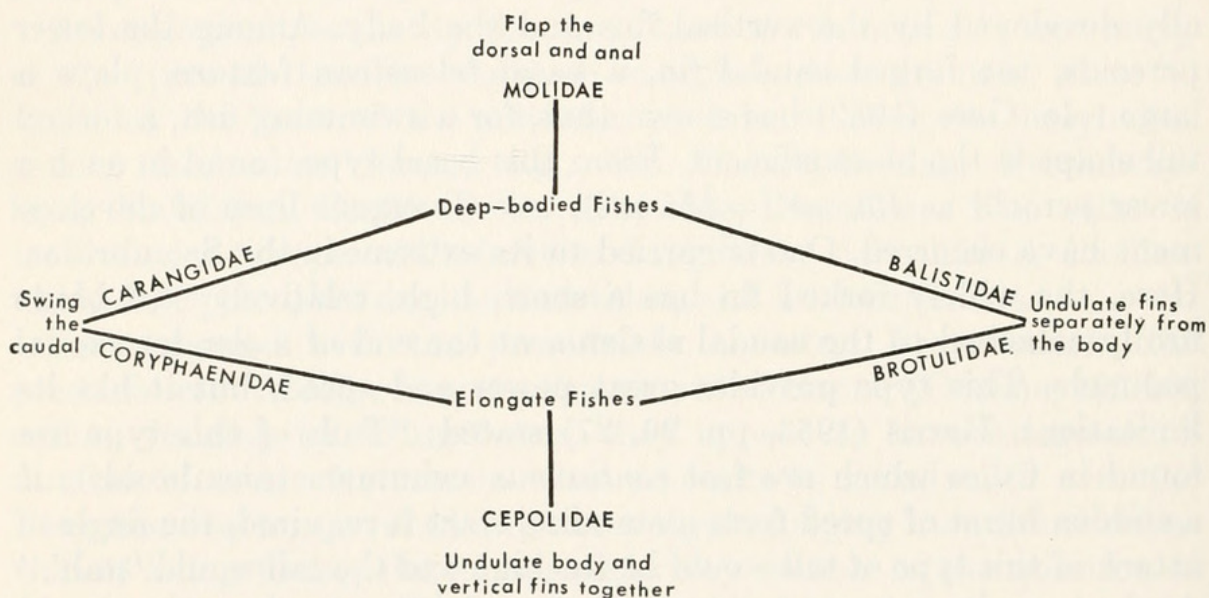 Flap the
dorsal and anal
MOLIDAE
Deep-bodied Fishes
CARANGIDAE
BALISTIDAE
Swing
the
caudal
Undulate fins
separately from
the body
CORYPHAENIDAE
BROTULIDAE
Elongate Fishes
CEPOLIDAE
Undulate body and
vertical fins together